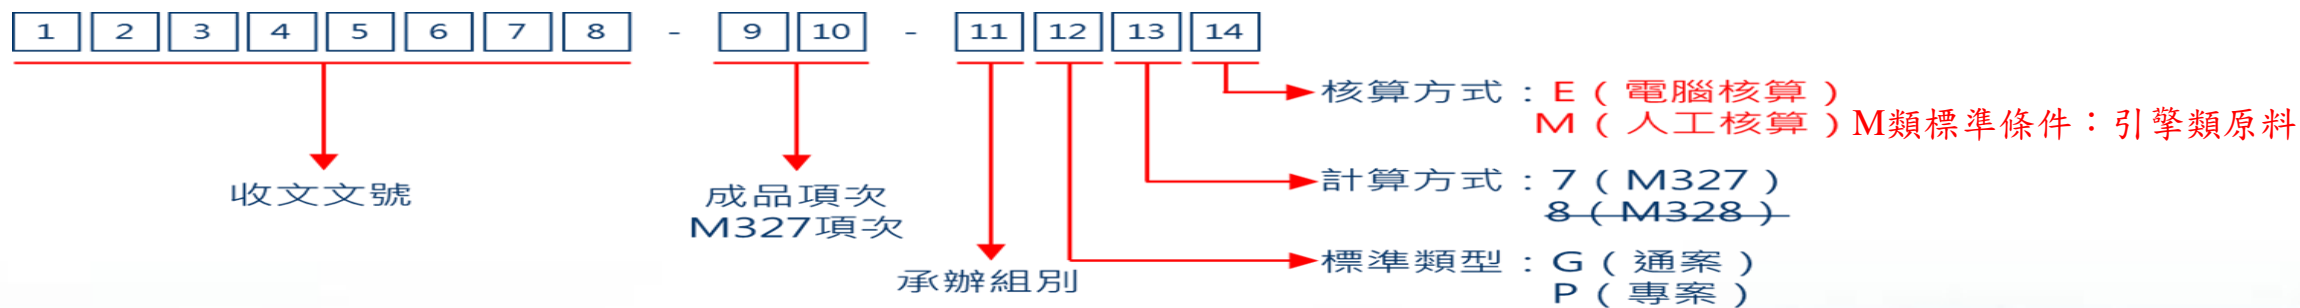 1 2 3 4 5 6 7 8 - 9 10 - 11 12 13 14
核算方式：E（電腦核算）
M（人工核算）M類標準條件：引擎類原料
計算方式：7（M327）
8（M328）
收文文號
成品項次
M327項次
標準類型：G（通案）
P（專案）
承辦組別